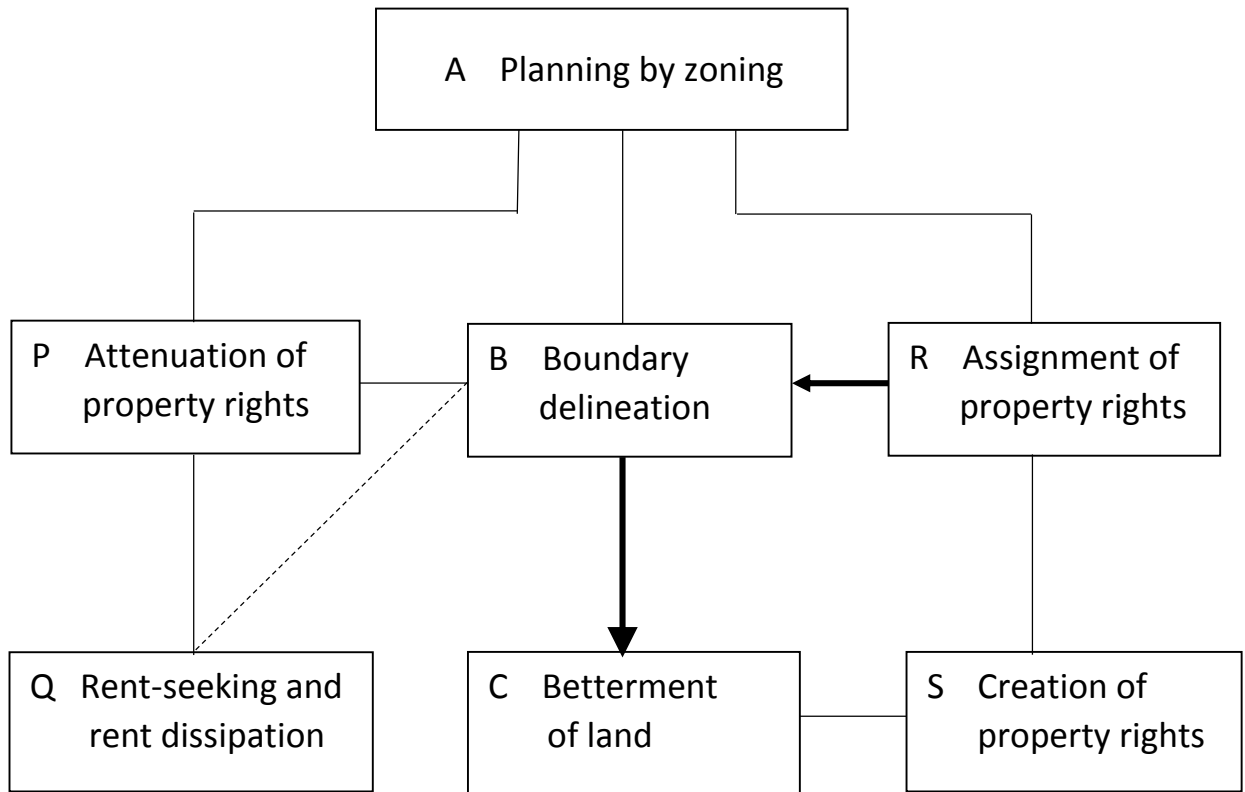 A Planning by zoning
P Attenuation of
property rights
B Boundary
delineation
R Assignment of
property rights
Q Rent-seeking and
rent dissipation
C Betterment
of land
S Creation of
property rights